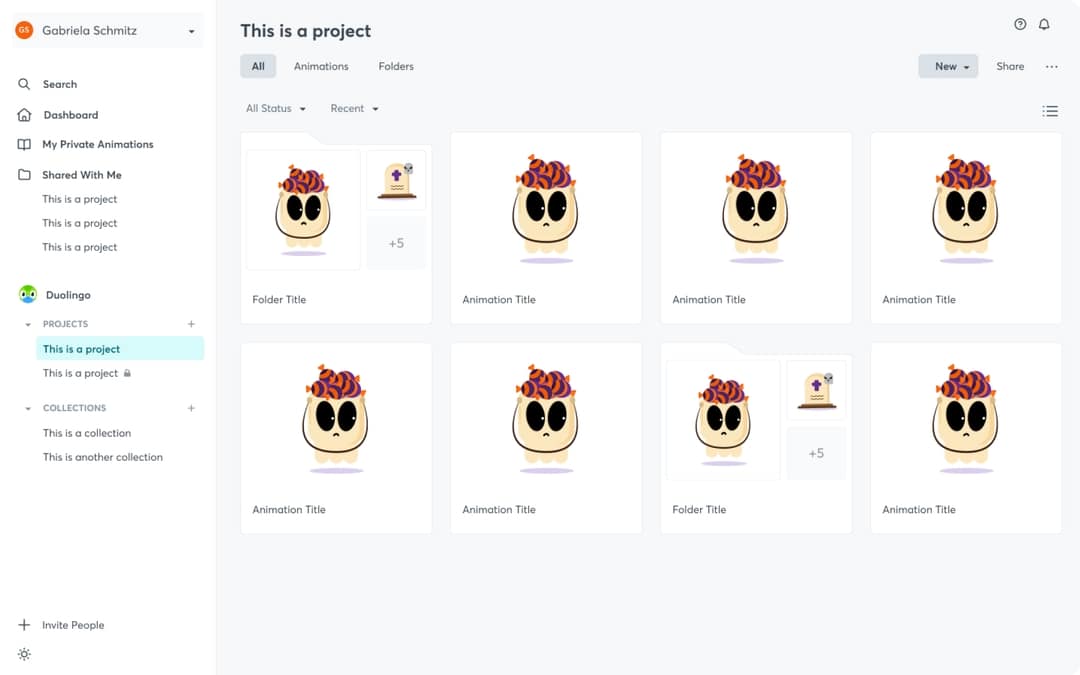 GS Gabriela Schmitz
Search
Dashboard
My Private Animations
Shared With Me
This is a project
This is a project
This is a project
Duolingo
PROJECTS
This is a project
This is a project
COLLECTIONS
This is a collection
This is another collection
Invite People
This is a project
All Animations Folders New Share
All Status Recent
+5
Folder Title Animation Title Animation Title Animation Title
+5
Animation Title Animation Title Folder Title Animation Title